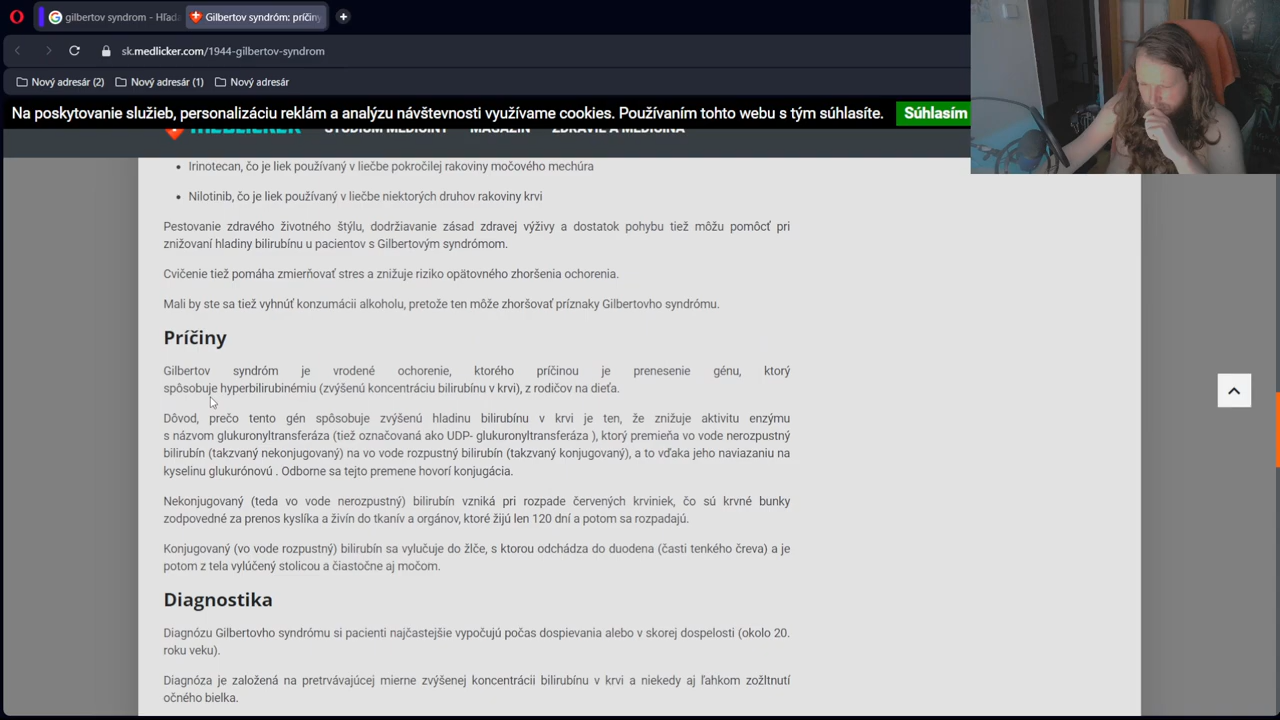 gilbertov syndrom - Hľada
Gilbertov syndróm: príčiny
sk.medlicker.com/1944-gilbertov-syndrom
Nový adresár (2) Nový adresár (1) Nový adresár
Na poskytovanie služieb, personalizáciu reklám a analýzu návštevnosti využívame cookies. Používaním tohto webu s tým súhlasíte. Súhlasím
MEDLICKER ŠTÚDIUM MEDICÍNY MAGAZÍN ZDRAVIE A MEDICÍNA
• Irinotecan, čo je liek používaný v liečbe pokročilej rakoviny močového mechúra
• Nilotinib, čo je liek používaný v liečbe niektorých druhov rakoviny krvi
Pestovanie zdravého životného štýlu, dodržiavanie zásad zdravej výživy a dostatok pohybu tiež môžu pomôcť pri
znižovaní hladiny bilirubínu u pacientov s Gilbertovým syndrómom.
Cvičenie tiež pomáha zmierňovať stres a znižuje riziko opätovného zhoršenia ochorenia.
Mali by ste sa tiež vyhnúť konzumácii alkoholu, pretože ten môže zhoršovať príznaky Gilbertovho syndrómu.
Príčiny
Gilbertov syndróm je vrodené ochorenie, ktorého príčinou je prenesenie génu, ktorý
spôsobuje hyperbilirubinémiu (zvýšenú koncentráciu bilirubínu v krvi), z rodičov na dieťa.
Dôvod, prečo tento gén spôsobuje zvýšenú hladinu bilirubínu v krvi je ten, že znižuje aktivitu enzýmu
s názvom glukuronyltransferáza (tiež označovaná ako UDP- glukuronyltransferáza ), ktorý premieňa vo vode nerozpustný
bilirubín (takzvaný nekonjugovaný) na vo vode rozpustný bilirubín (takzvaný konjugovaný), a to vďaka jeho naviazaniu na
kyselinu glukurónovú . Odborne sa tejto premene hovorí konjugácia.
Nekonjugovaný (teda vo vode nerozpustný) bilirubín vzniká pri rozpade červených krviniek, čo sú krvné bunky
zodpovedné za prenos kyslíka a živín do tkanív a orgánov, ktoré žijú len 120 dní a potom sa rozpadajú.
Konjugovaný (vo vode rozpustný) bilirubín sa vylučuje do žlče, s ktorou odchádza do duodena (časti tenkého čreva) a je
potom z tela vylúčený stolicou a čiastočne aj močom.
Diagnostika
Diagnózu Gilbertovho syndrómu si pacienti najčastejšie vypočujú počas dospievania alebo v skorej dospelosti (okolo 20.
roku veku).
Diagnóza je založená na pretrvávajúcej mierne zvýšenej koncentrácii bilirubínu v krvi a niekedy aj ľahkom zožltnutí
očného bielka.